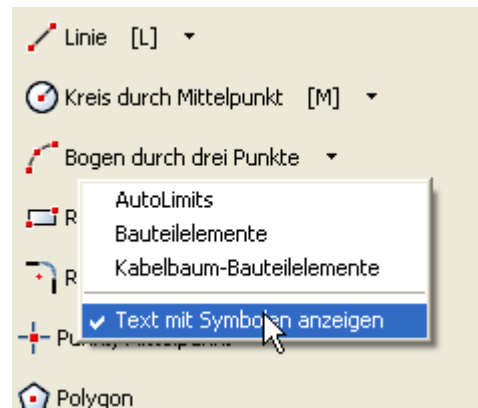 Linie [L]
Kreis durch Mittelpunkt [M]
Bogen durch drei Punkte
R
AutoLimits
Bauteilelemente
R
Kabelbaum-Bauteilelemente
Text mit Symbolen anzeigen
Polygon